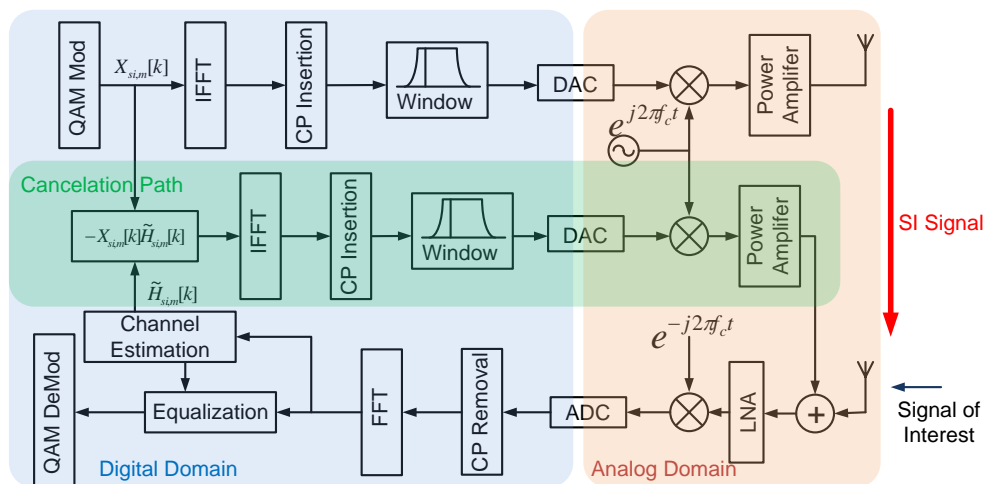 QAM Mod
X_{si,m}[k]
IFFT
CP Insertion
Window
DAC
e^{j2πf_c t}
Power
Amplifer
Cancelation Path
-X_{si,m}[k]H̃_{si,m}[k]
IFFT
CP Insertion
Window
DAC
Power
Amplifer
SI Signal
H̃_{si,m}[k]
Channel
Estimation
QAM DeMod
Equalization
FFT
CP Removal
ADC
e^{-j2πf_c t}
LNA
+
Signal of
Interest
Digital Domain
Analog Domain